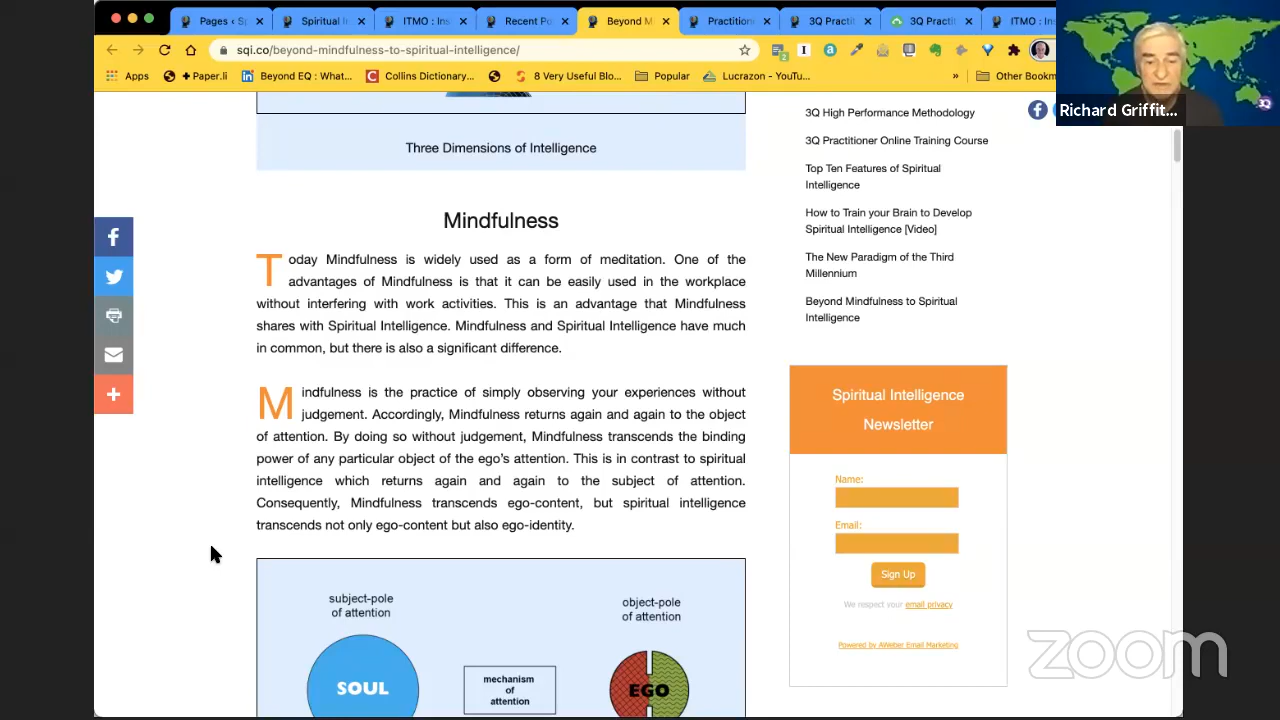 Pages ‹ S
Spiritual I
ITMO : Ins
Recent Po
Beyond M
Practition
3Q Practit
3Q Practit
ITMO : Ins
sqi.co/beyond-mindfulness-to-spiritual-intelligence/
Apps
Paper.li
Beyond EQ : What...
Collins Dictionary...
8 Very Useful Blo...
Popular
Lucrazon - YouTu...
»
Other Bookm
Richard Griffit...
Three Dimensions of Intelligence
Mindfulness
Today Mindfulness is widely used as a form of meditation. One of the
advantages of Mindfulness is that it can be easily used in the workplace
without interfering with work activities. This is an advantage that Mindfulness
shares with Spiritual Intelligence. Mindfulness and Spiritual Intelligence have much
in common, but there is also a significant difference.
Mindfulness is the practice of simply observing your experiences without
judgement. Accordingly, Mindfulness returns again and again to the object
of attention. By doing so without judgement, Mindfulness transcends the binding
power of any particular object of the ego's attention. This is in contrast to spiritual
intelligence which returns again and again to the subject of attention.
Consequently, Mindfulness transcends ego-content, but spiritual intelligence
transcends not only ego-content but also ego-identity.
subject-pole
of attention
object-pole
of attention
SOUL
mechanism
of
attention
EGO
3Q High Performance Methodology
3Q Practitioner Online Training Course
Top Ten Features of Spiritual
Intelligence
How to Train your Brain to Develop
Spiritual Intelligence [Video]
The New Paradigm of the Third
Millennium
Beyond Mindfulness to Spiritual
Intelligence
Spiritual Intelligence
Newsletter
Name:
Email:
Sign Up
We respect your email privacy
Powered by AWeber Email Marketing
zoom